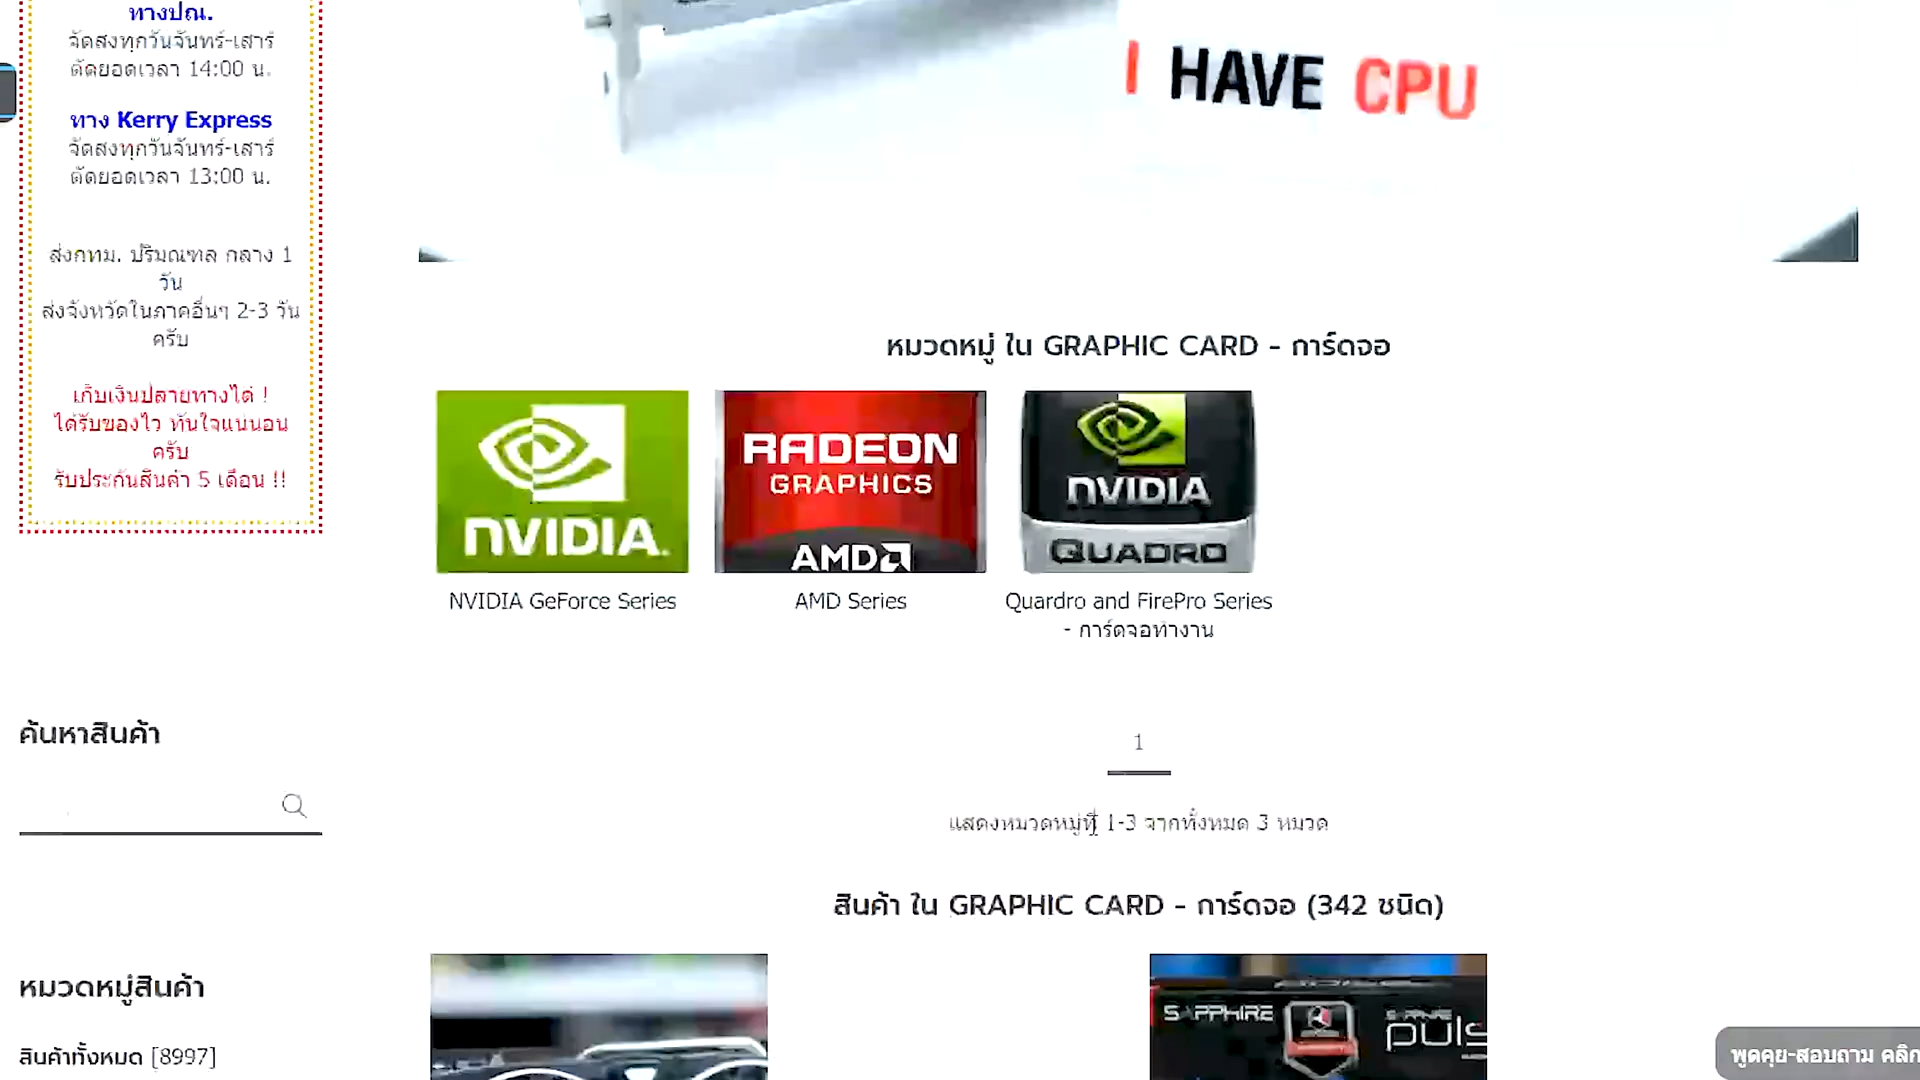 ทางปณ.
จัดส่งทุกวันจันทร์-เสาร์
ตัดยอดเวลา 14:00 น.
ทาง Kerry Express
จัดส่งทุกวันจันทร์-เสาร์
ตัดยอดเวลา 13:00 น.
ส่งกทม. ปริมณฑล กลาง 1
วัน
ส่งจังหวัดในภาคอื่นๆ 2-3 วัน
ครับ
เก็บเงินปลายทางได้ !
ได้รับของไว ทันใจแน่นอน
ครับ
รับประกันสินค้า 5 เดือน !!
ค้นหาสินค้า
หมวดหมู่สินค้า
สินค้าทั้งหมด [8997]
I HAVE CPU
หมวดหมู่ ใน GRAPHIC CARD - การ์ดจอ
NVIDIA.
RADEON
GRAPHICS
AMD
NVIDIA
QUADRO
NVIDIA GeForce Series
AMD Series
Quardro and FirePro Series
- การ์ดจอทำงาน
1
แสดงหมวดหมู่ที่ 1-3 จากทั้งหมด 3 หมวด
สินค้า ใน GRAPHIC CARD - การ์ดจอ (342 ชนิด)
SAPPHIRE
SAPPHIRE
puls
พูดคุย-สอบถาม คลิก